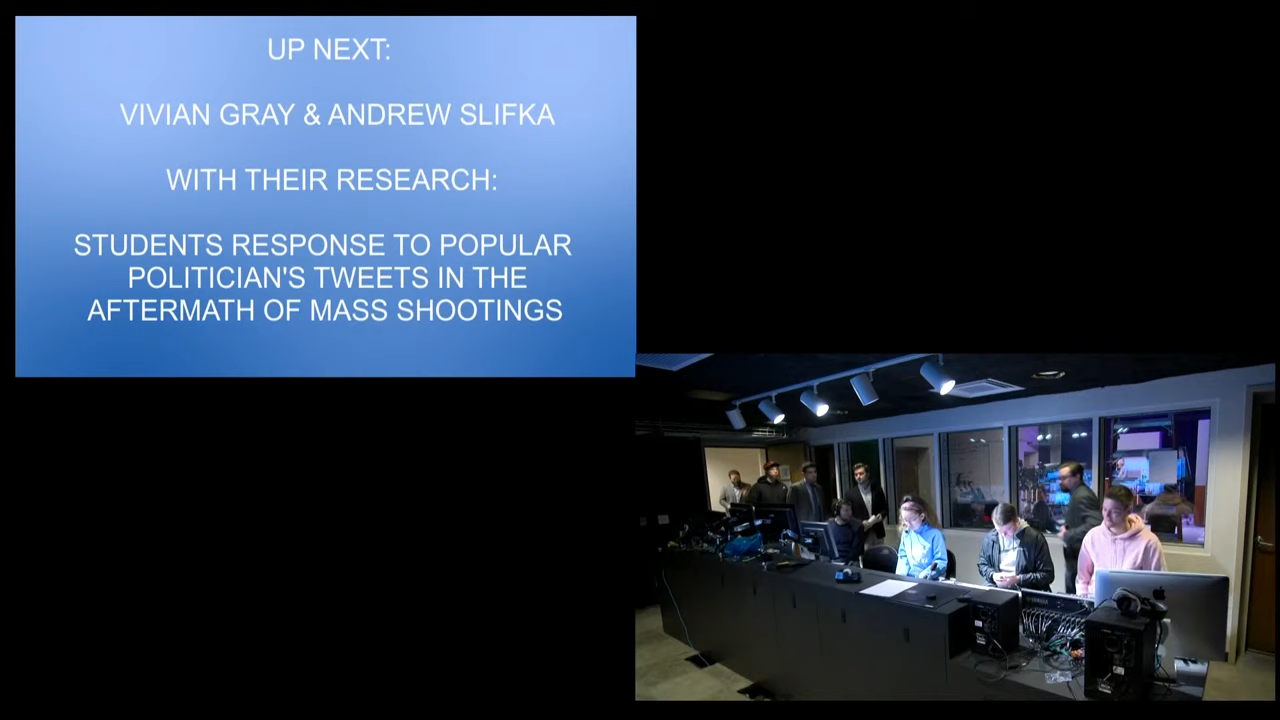 UP NEXT:
VIVIAN GRAY & ANDREW SLIFKA
WITH THEIR RESEARCH:
STUDENTS RESPONSE TO POPULAR
POLITICIAN'S TWEETS IN THE
AFTERMATH OF MASS SHOOTINGS